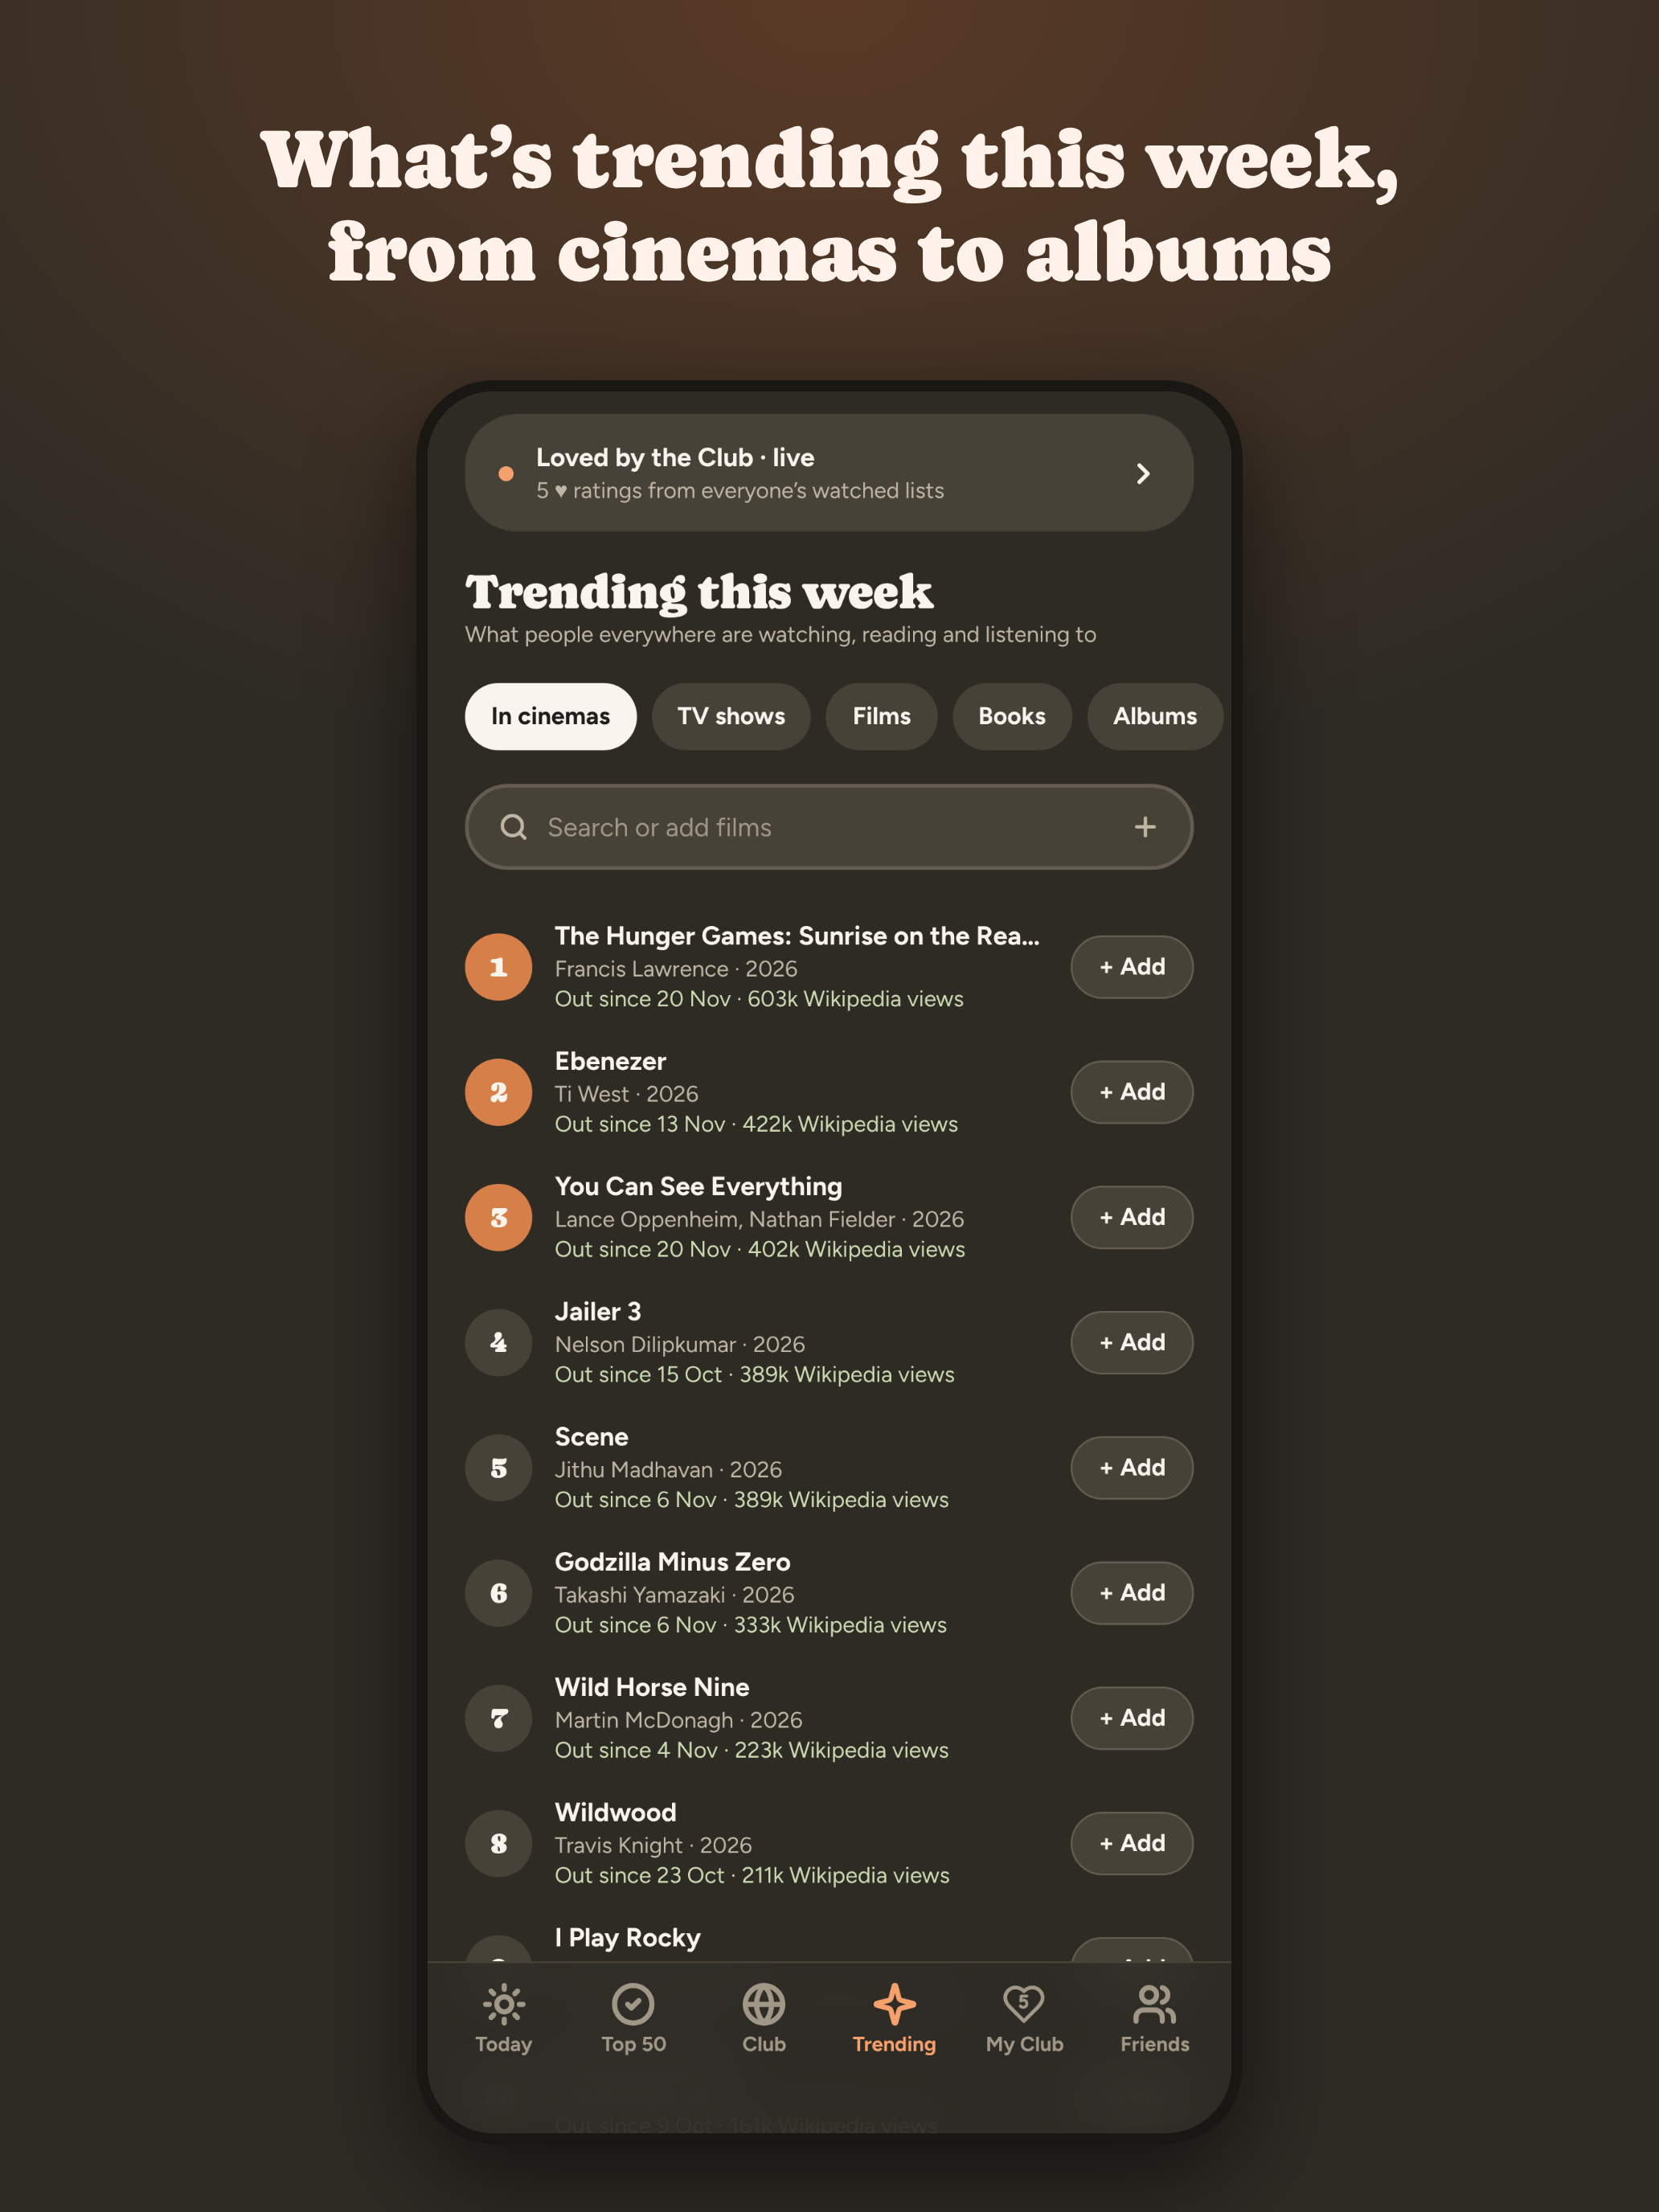 What’s trending this week,
from cinemas to albums
Loved by the Club · live
5 ♥ ratings from everyone’s watched lists
Trending this week
What people everywhere are watching, reading and listening to
In cinemas TV shows Films Books Albums
Search or add films +
1
The Hunger Games: Sunrise on the Rea...
Francis Lawrence · 2026
Out since 20 Nov · 603k Wikipedia views
+ Add
2
Ebenezer
Ti West · 2026
Out since 13 Nov · 422k Wikipedia views
+ Add
3
You Can See Everything
Lance Oppenheim, Nathan Fielder · 2026
Out since 20 Nov · 402k Wikipedia views
+ Add
4
Jailer 3
Nelson Dilipkumar · 2026
Out since 15 Oct · 389k Wikipedia views
+ Add
5
Scene
Jithu Madhavan · 2026
Out since 6 Nov · 389k Wikipedia views
+ Add
6
Godzilla Minus Zero
Takashi Yamazaki · 2026
Out since 6 Nov · 333k Wikipedia views
+ Add
7
Wild Horse Nine
Martin McDonagh · 2026
Out since 4 Nov · 223k Wikipedia views
+ Add
8
Wildwood
Travis Knight · 2026
Out since 23 Oct · 211k Wikipedia views
+ Add
I Play Rocky
5
Today Top 50 Club Trending My Club Friends
Out since 9 Oct · 161k Wikipedia views